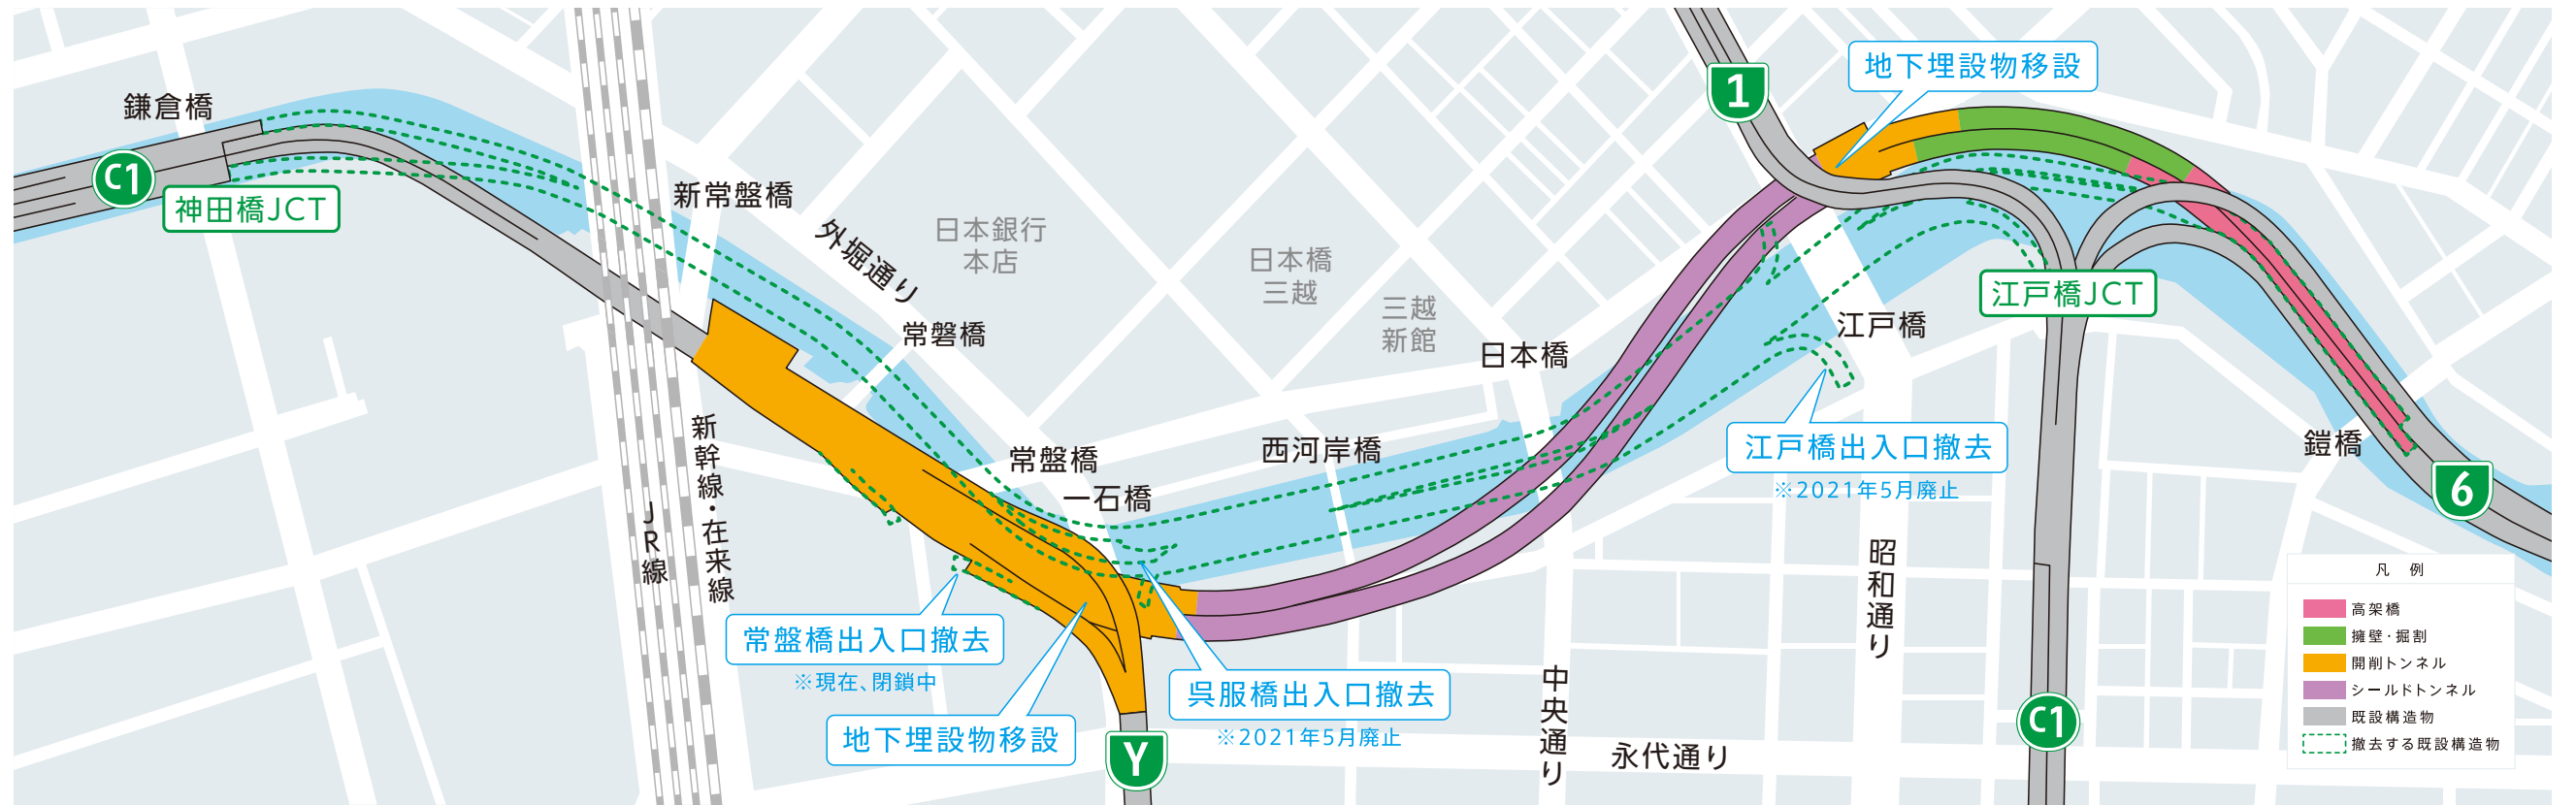 鎌倉橋
C1
神田橋JCT
新常盤橋
外堀通り
日本銀行
本店
常磐橋
日本橋
三越
三越
新館
日本橋
1
地下埋設物移設
江戸橋JCT
江戸橋
江戸橋出入口撤去
※2021年5月廃止
鎧橋
6
西河岸橋
常盤橋
一石橋
新幹線・在来線
JR線
常盤橋出入口撤去
※現在、閉鎖中
地下埋設物移設
呉服橋出入口撤去
※2021年5月廃止
Y
中央通り
永代通り
昭和通り
C1
凡 例
高架橋
擁壁・掘割
開削トンネル
シールドトンネル
既設構造物
撤去する既設構造物